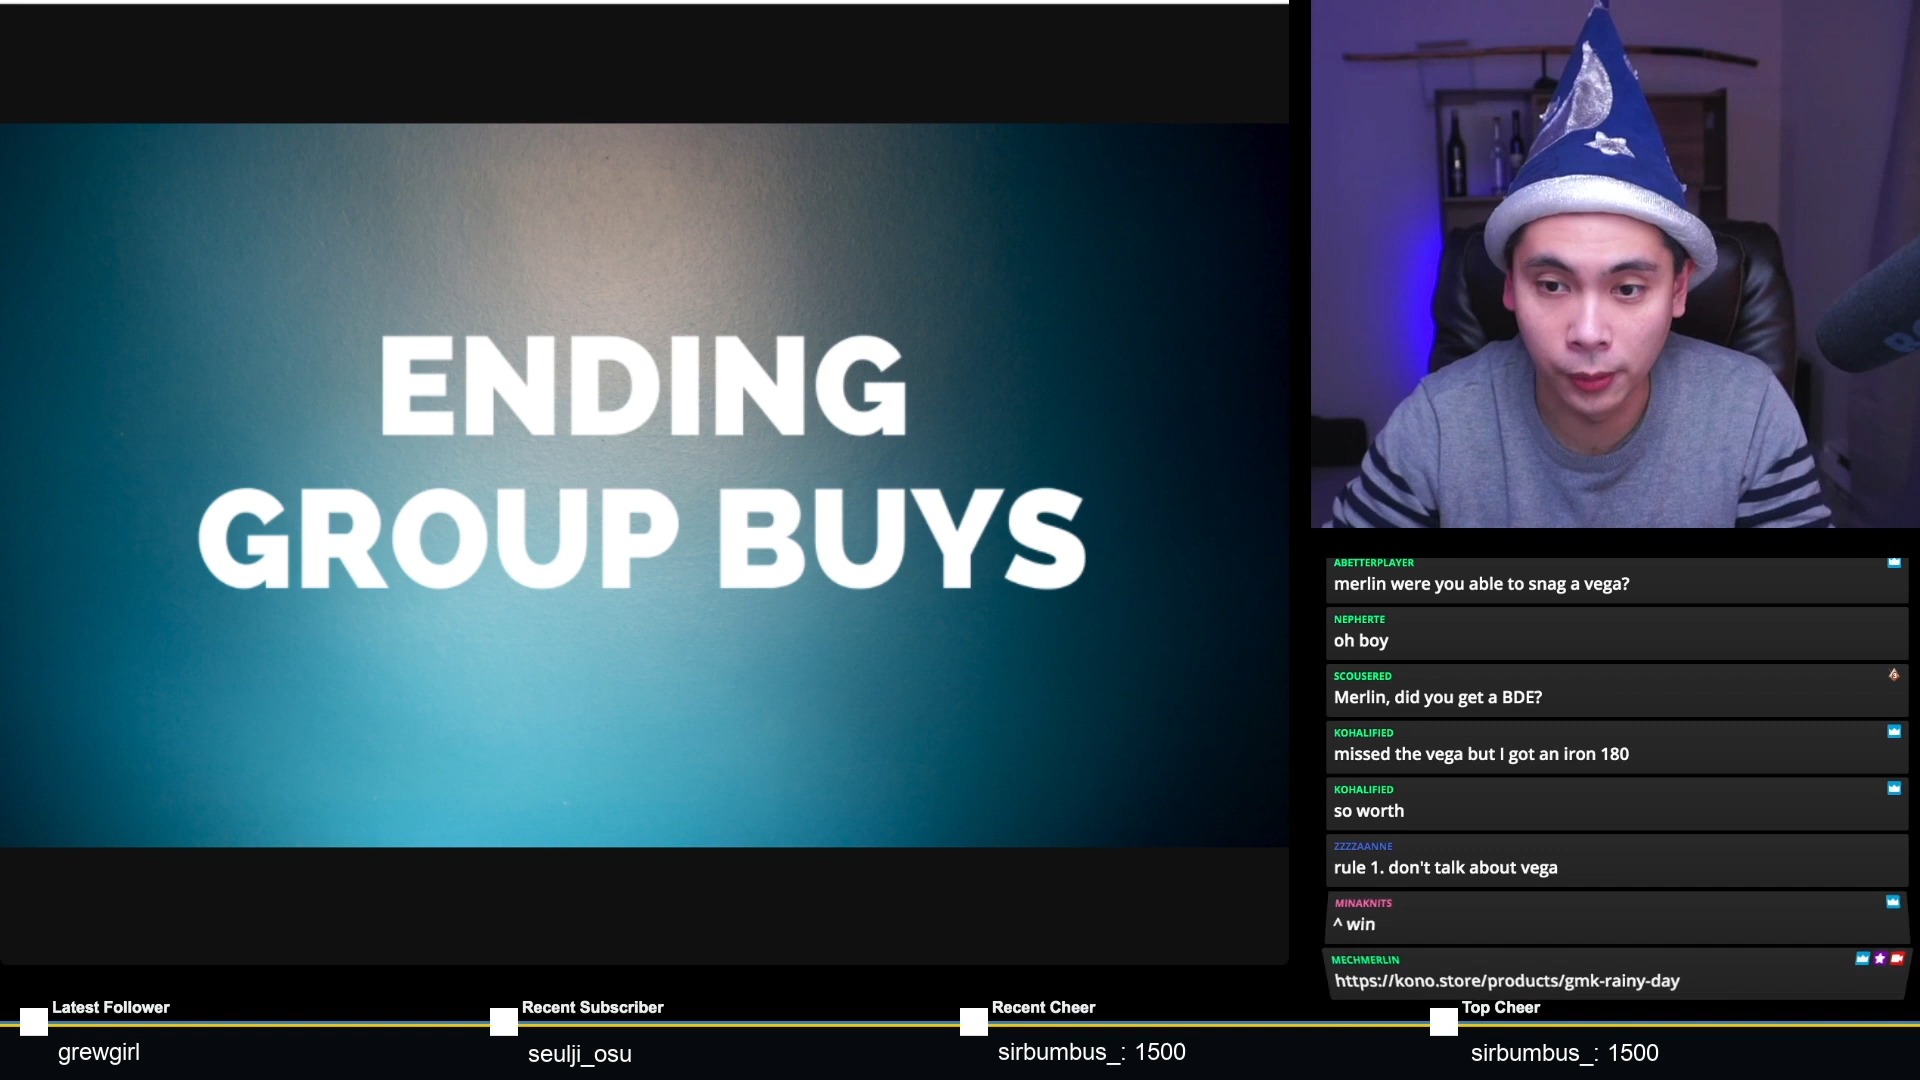 ENDING
GROUP BUYS
ABETTERPLAYER
merlin were you able to snag a vega?
NEPHERTE
oh boy
SCOUSERED
Merlin, did you get a BDE?
KOHALIFIED
missed the vega but I got an iron 180
KOHALIFIED
so worth
ZZZZAANNE
rule 1. don't talk about vega
MINAKNITS
^ win
MECHMERLIN
https://kono.store/products/gmk-rainy-day
Latest Follower
grewgirl
Recent Subscriber
seulji_osu
Recent Cheer
sirbumbus_: 1500
Top Cheer
sirbumbus_: 1500